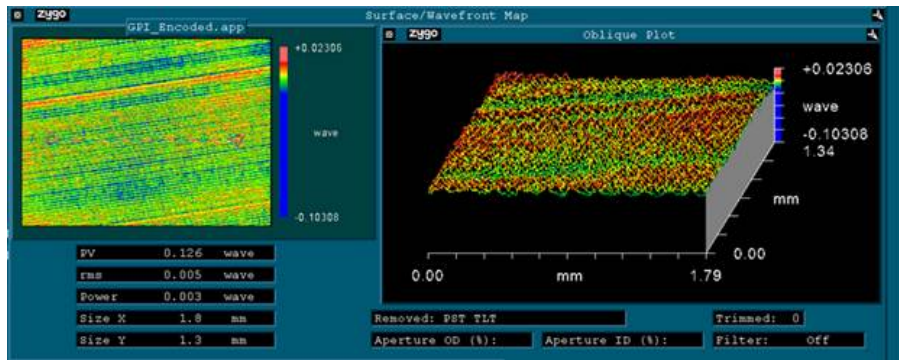 zygo Surface/Wavefront Map
GPI_Encoded.app
+0.02306
wave
-0.10308
PV 0.126 wave
rms 0.005 wave
Power 0.003 wave
Size X 1.8 mm
Size Y 1.3 mm
zygo Oblique Plot
+0.02306
wave
-0.10308
1.34
mm
0.00
0.00 mm 1.79
Removed: PST TLT Trimmed: 0
Aperture OD (%): Aperture ID (%): Filter: Off